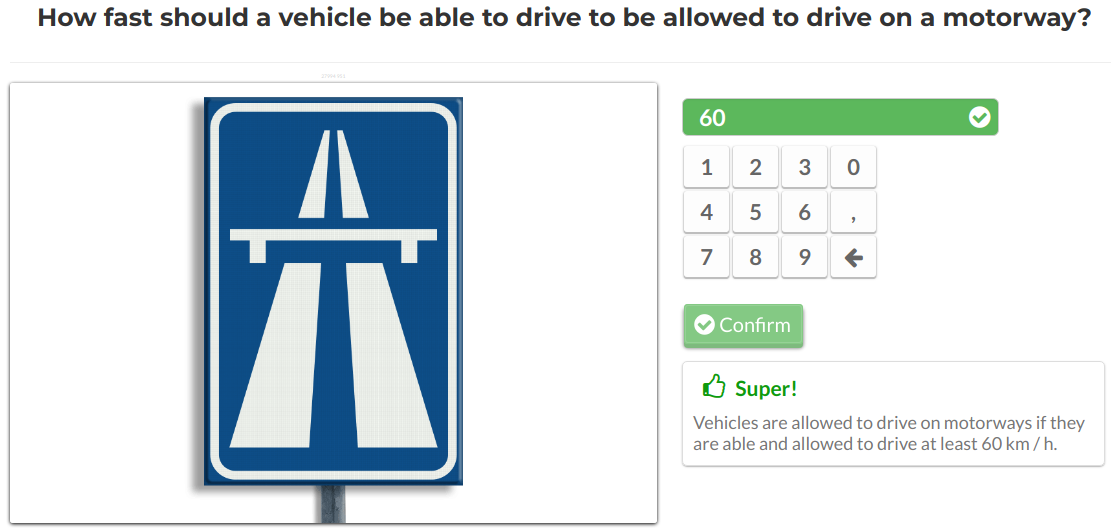 How fast should a vehicle be able to drive to be allowed to drive on a motorway?
60
1 2 3 0
4 5 6 ,
7 8 9
Confirm
Super!
Vehicles are allowed to drive on motorways if they
are able and allowed to drive at least 60 km / h.